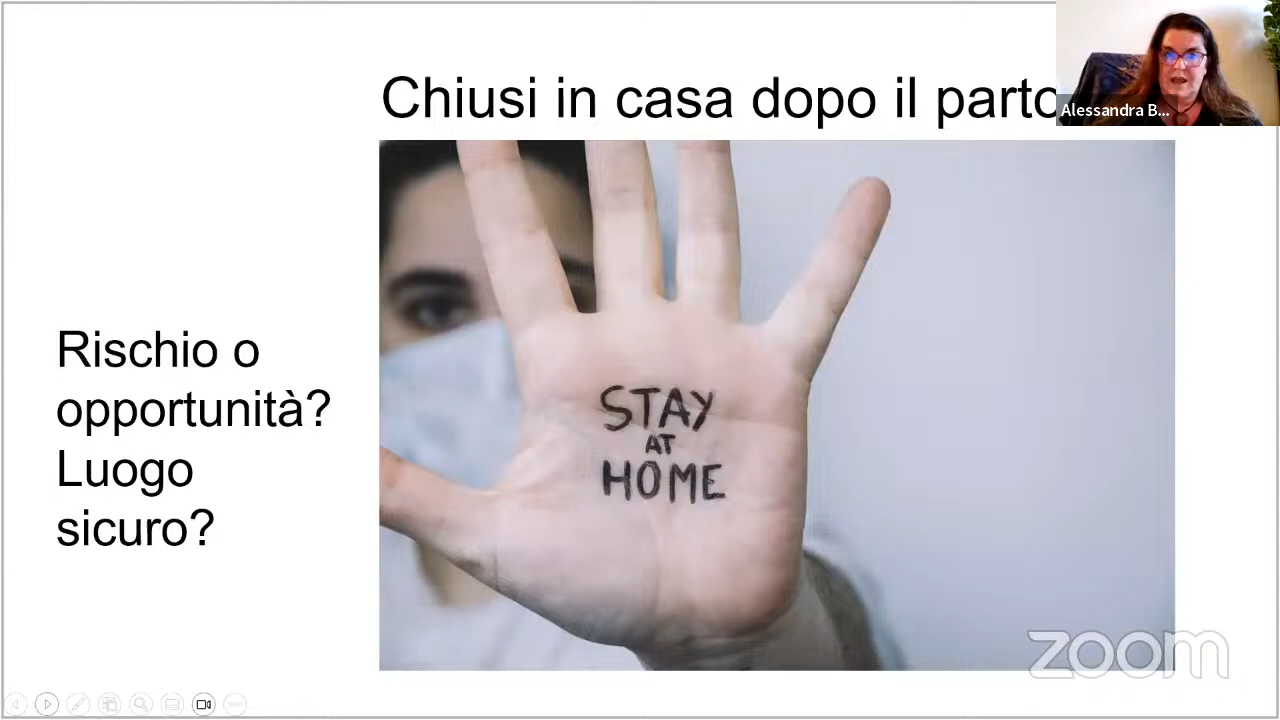 Chiusi in casa dopo il parto
Alessandra B...
Rischio o
opportunità?
Luogo
sicuro?
STAY
AT
HOME
zoom